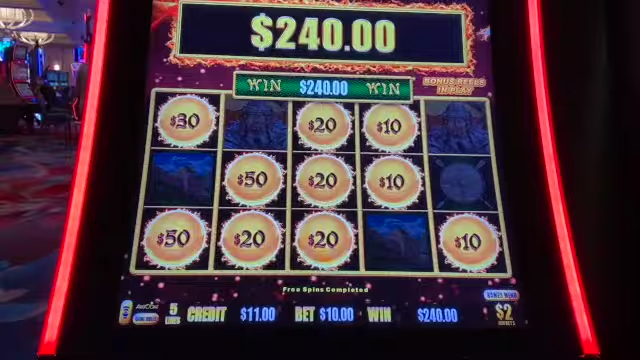 $240.00
WIN $240.00 WIN
BONUS REELS
IN PLAY
$30 $20 $10
$50 $20 $10
$50 $20 $20 $10
Free Spins Completed
5
LINES
CREDIT $11.00 BET $10.00 WIN $240.00
$2